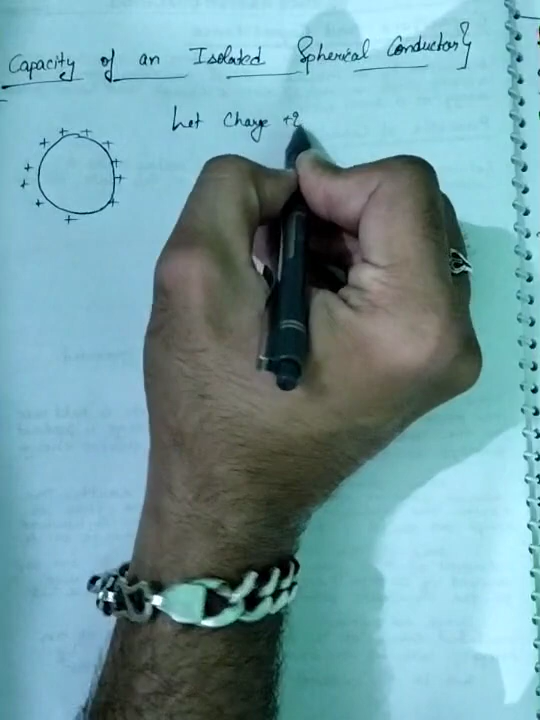 Capacity of an Isolated Spherical Conductor}
Let Charge +q
+ + + + + + + + + + +